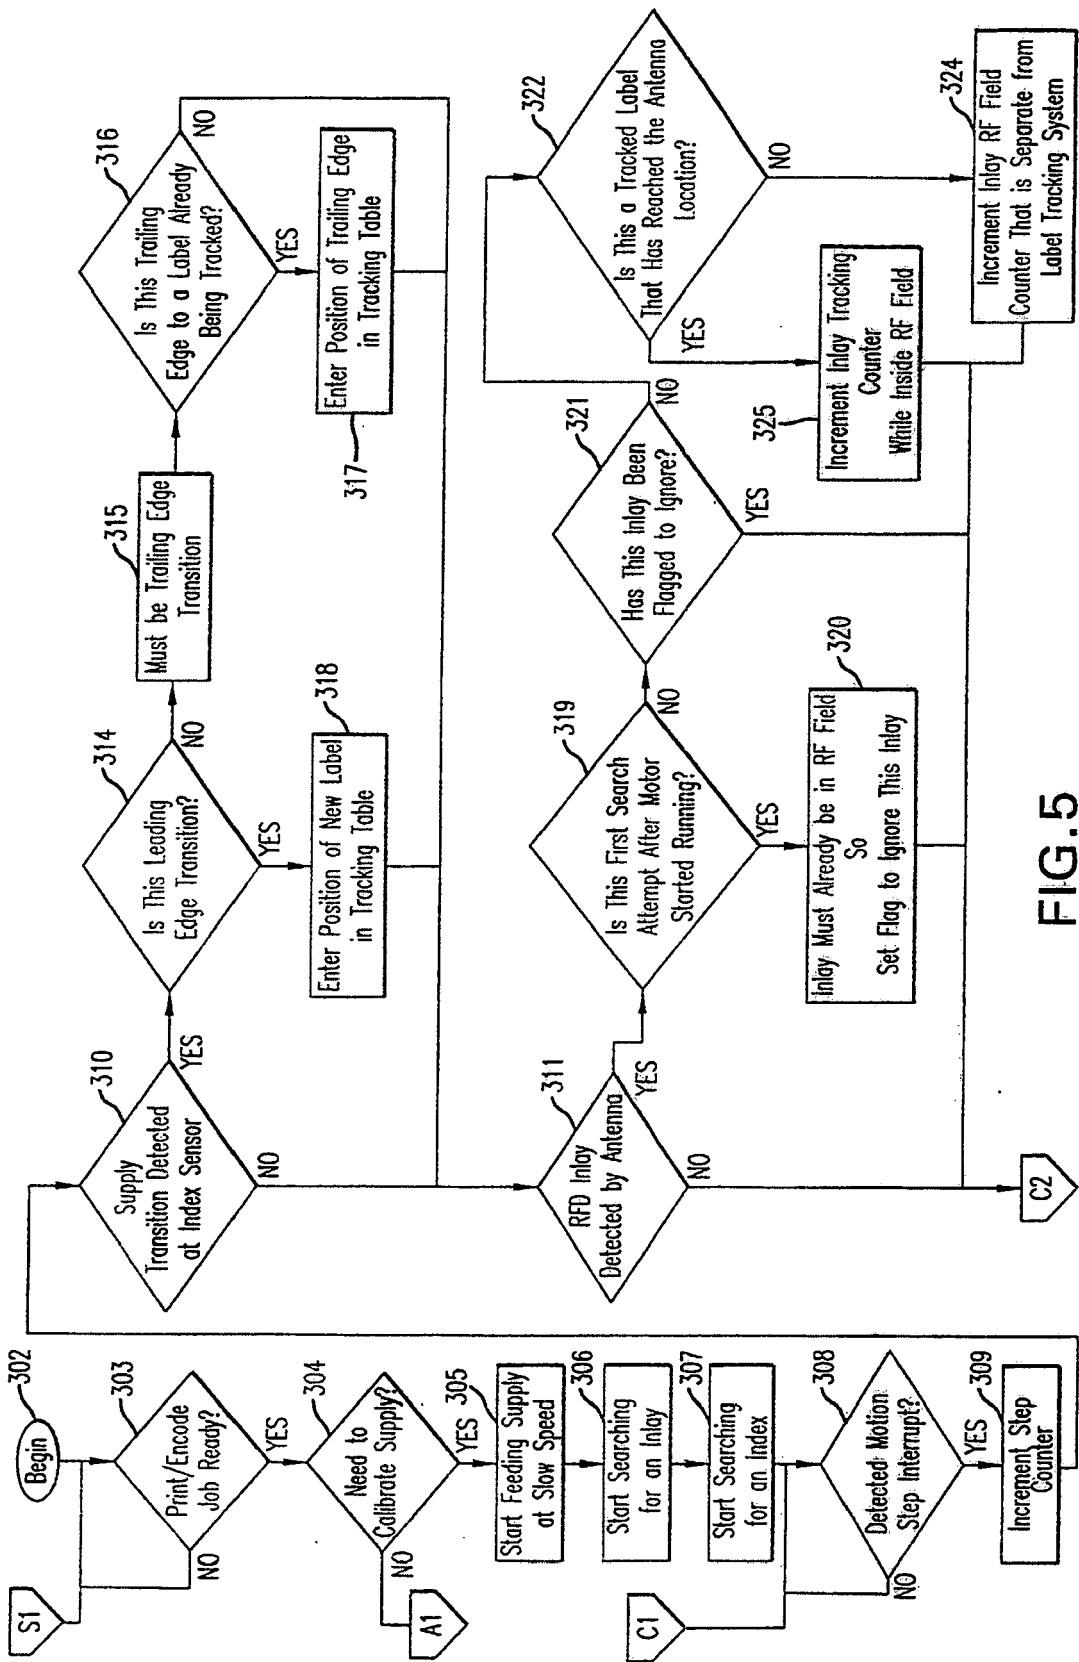 S1
Begin
302
Print/Encode
Job Ready?
303
NO
YES
Need to
Calibrate Supply?
304
NO
A1
YES
305
Start Feeding Supply
at Slow Speed
306
Start Searching
for an Inlay
307
Start Searching
for an Index
C1
308
Detected Motion
Step Interrupt?
NO
YES
309
Increment Step
Counter
310
Supply
Transition Detected
at Index Sensor
YES
NO
314
Is This Leading
Edge Transition?
NO
YES
318
Enter Position of New Label
in Tracking Table
315
Must be Trailing Edge
Transition
316
Is This Trailing
Edge to a Label Already
Being Tracked?
NO
YES
Enter Position of Trailing Edge
in Tracking Table
317
311
RFD Inlay
Detected by Antenna
YES
NO
C2
319
Is This First Search
Attempt After Motor
Started Running?
NO
YES
320
Inlay Must Already be in RF Field
So
Set Flag to Ignore This Inlay
321
Has This Inlay Been
Flagged to Ignore?
NO
YES
322
Is This a Tracked Label
That Has Reached the Antenna
Location?
YES
NO
325
Increment Inlay Tracking
Counter
While Inside RF Field
324
Increment Inlay RF Field
Counter That is Separate from
Label Tracking System
FIG.5